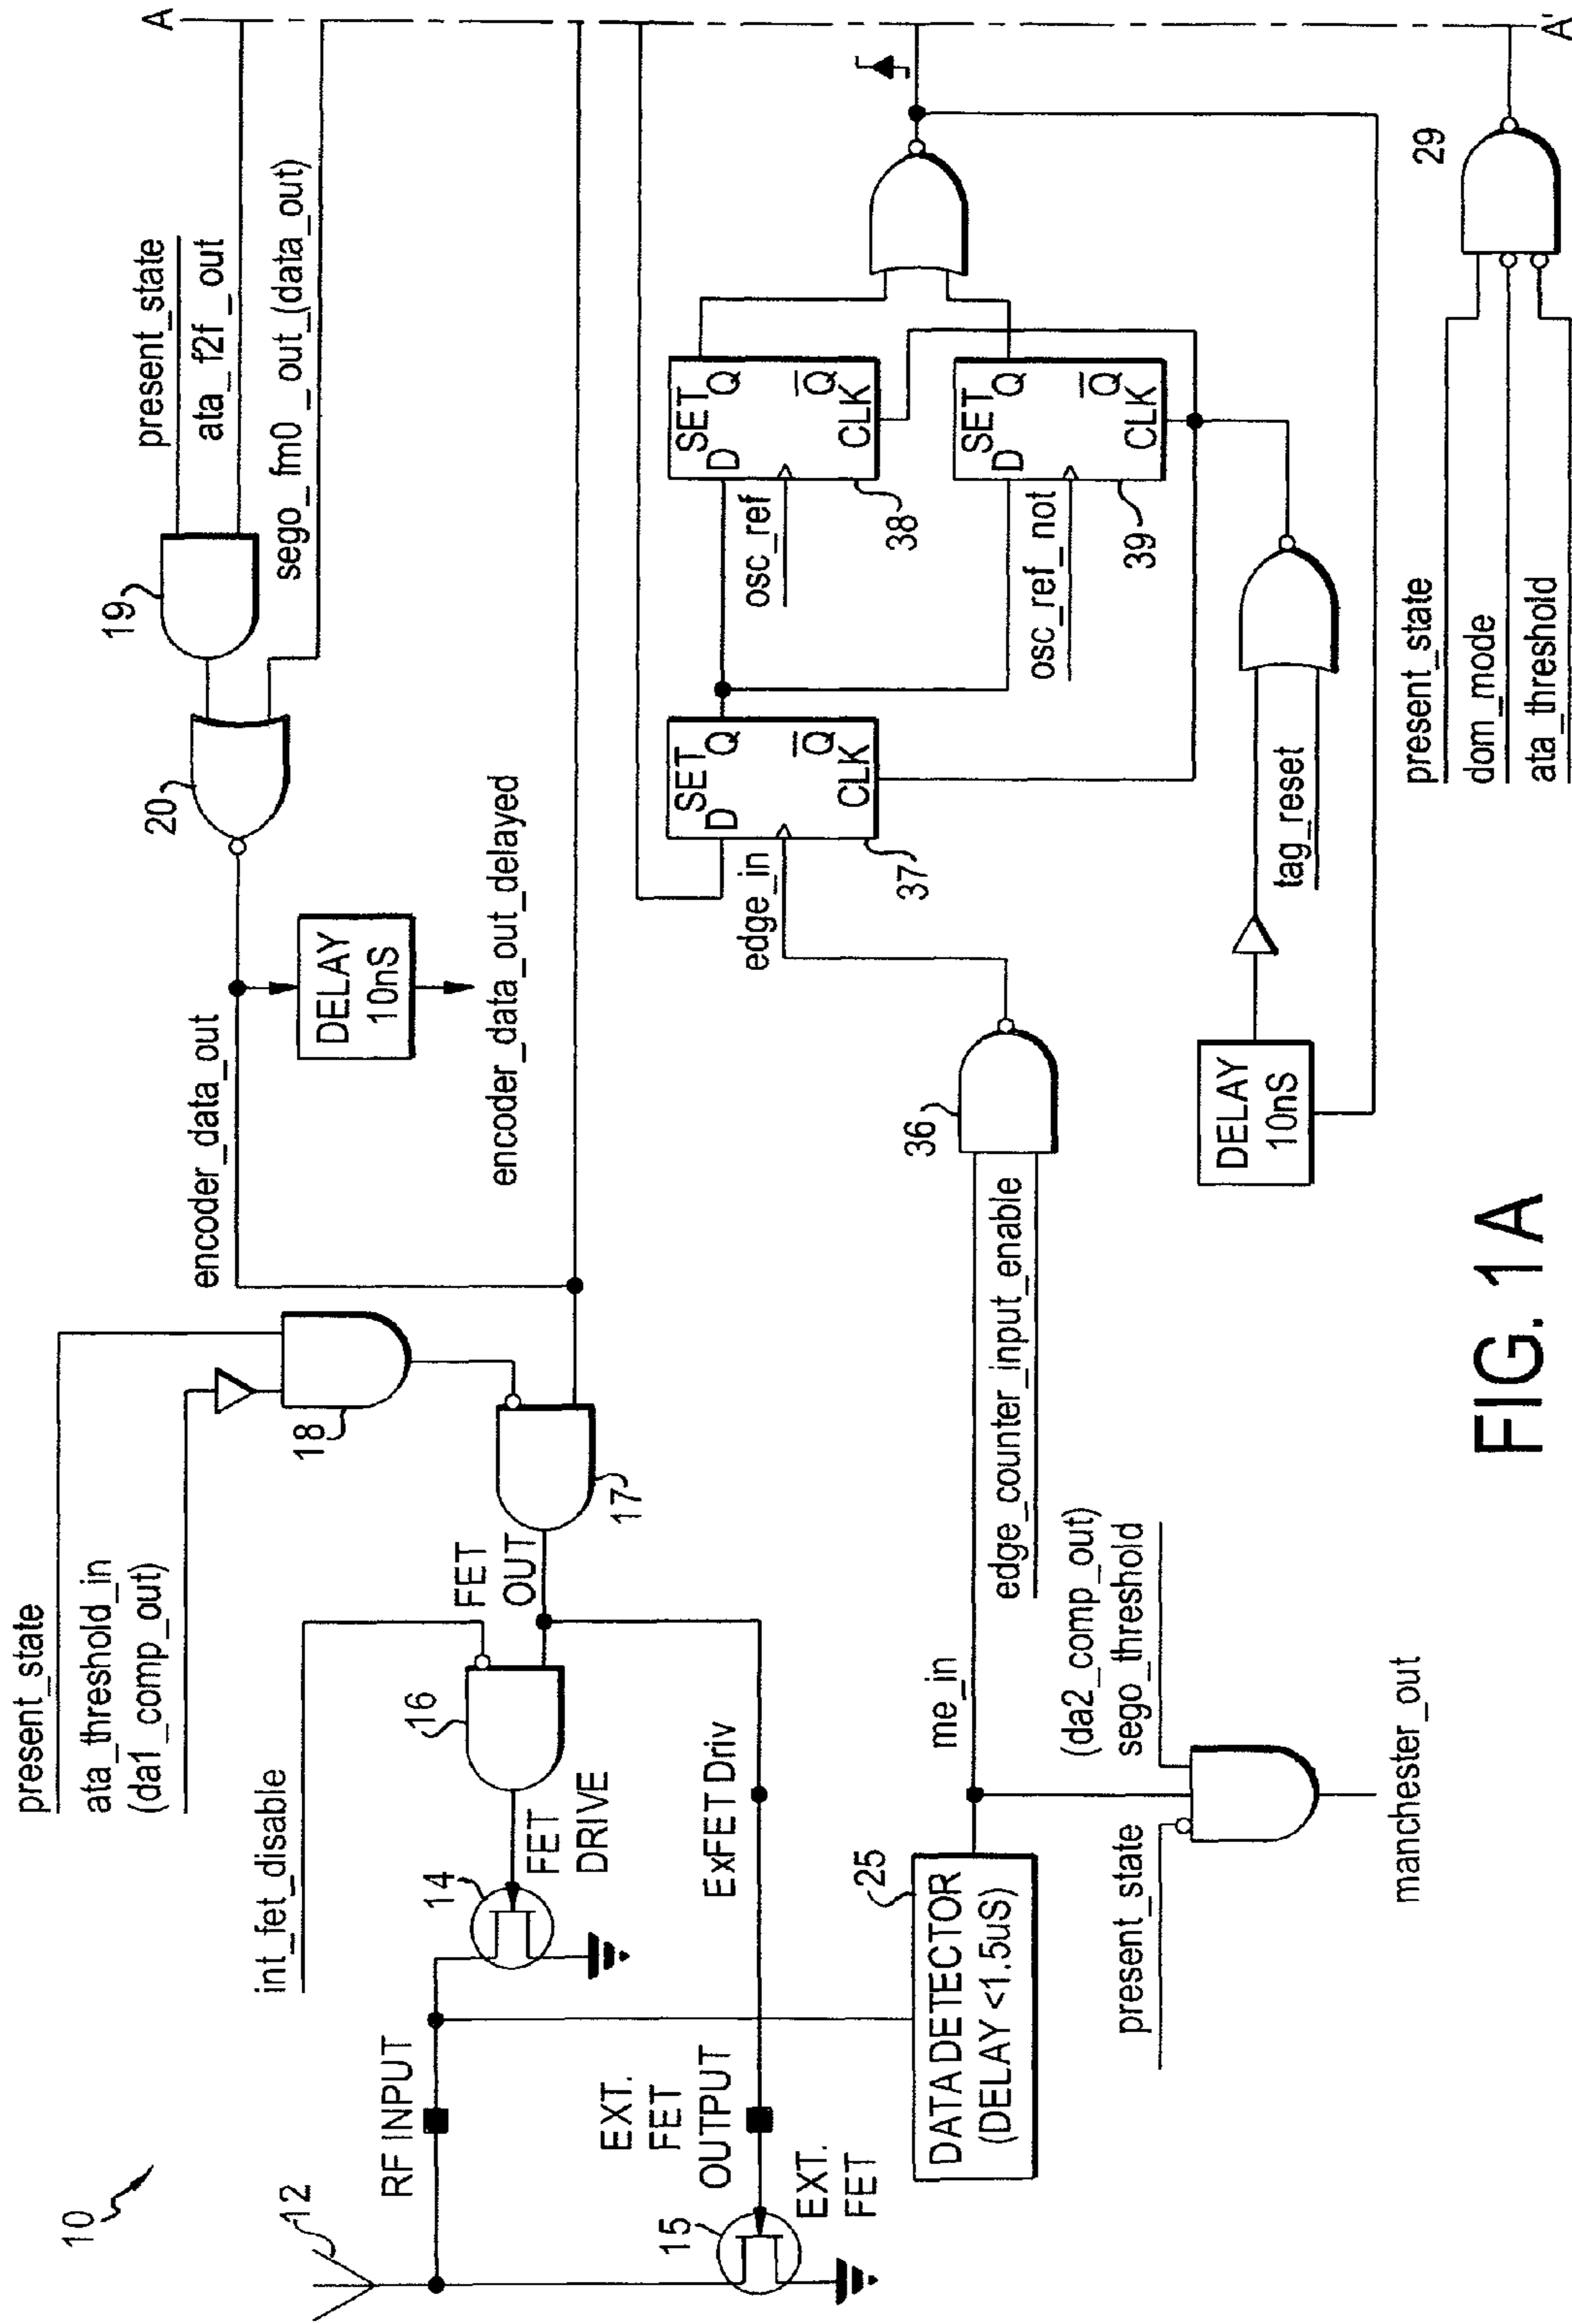 10
12
RF INPUT
EXT.
FET
OUTPUT
15
EXT.
FET
present_state
ata_threshold_in
(da1_comp_out)
int_fet_disable
14
FET
DRIVE
16
FET
OUT
ExFET Driv
17
18
encoder_data_out
DELAY
10nS
encoder_data_out_delayed
20
19
present_state
ata_f2f_out
sego_fm0_out_(data_out)
A
25
DATA DETECTOR
(DELAY <1.5uS)
me_in
present_state
(da2_comp_out)
sego_threshold
manchester_out
edge_counter_input_enable
36
edge_in
SET
D
Q
Q
CLK
37
osc_ref
SET
D
Q
Q
CLK
38
osc_ref_not
SET
D
Q
Q
CLK
39
DELAY
10nS
tag_reset
present_state
dom_mode
ata_threshold
29
A'
FIG. 1A